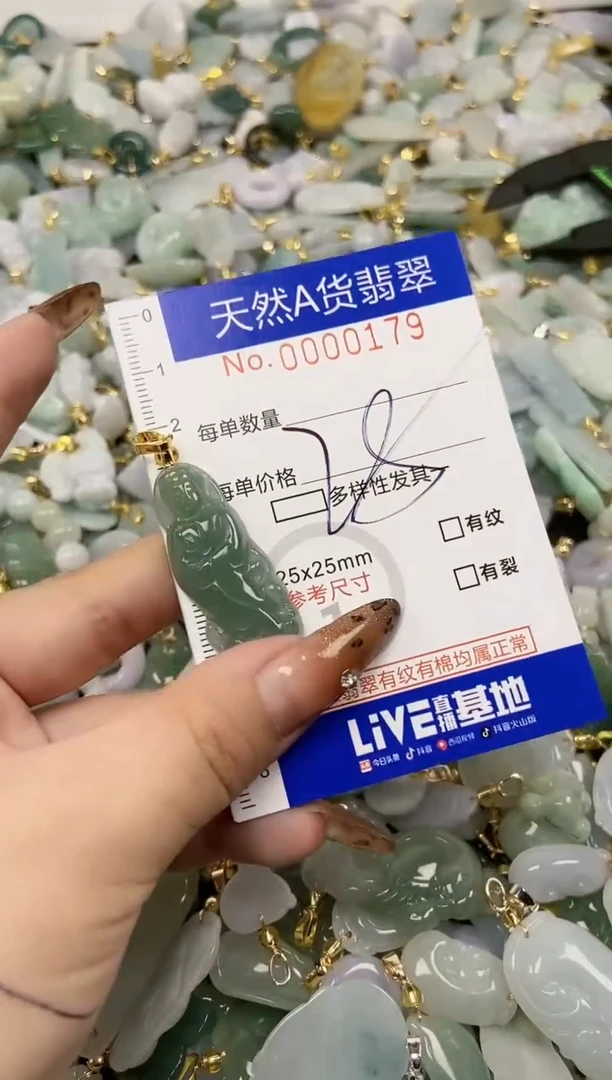 天然A货翡翠
No.0000179
0
1
2
每单数量
每单价格
多样性发其
有纹
有裂
25x25mm
参考尺寸
翡翠有纹有棉均属正常
LiVE直播基地
今日头条 抖音 西瓜视频 抖音火山版